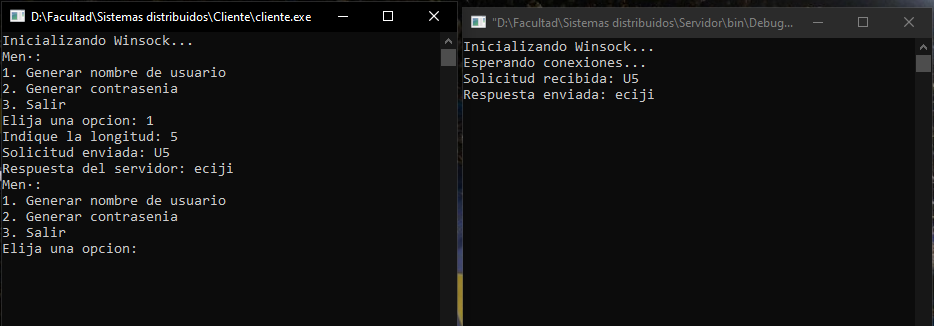 D:\Facultad\Sistemas distribuidos\Cliente\cliente.exe
Inicializando Winsock...
Men·:
1. Generar nombre de usuario
2. Generar contrasenia
3. Salir
Elija una opcion: 1
Indique la longitud: 5
Solicitud enviada: U5
Respuesta del servidor: eciji
Men·:
1. Generar nombre de usuario
2. Generar contrasenia
3. Salir
Elija una opcion:
"D:\Facultad\Sistemas distribuidos\Servidor\bin\Debug...
Inicializando Winsock...
Esperando conexiones...
Solicitud recibida: U5
Respuesta enviada: eciji